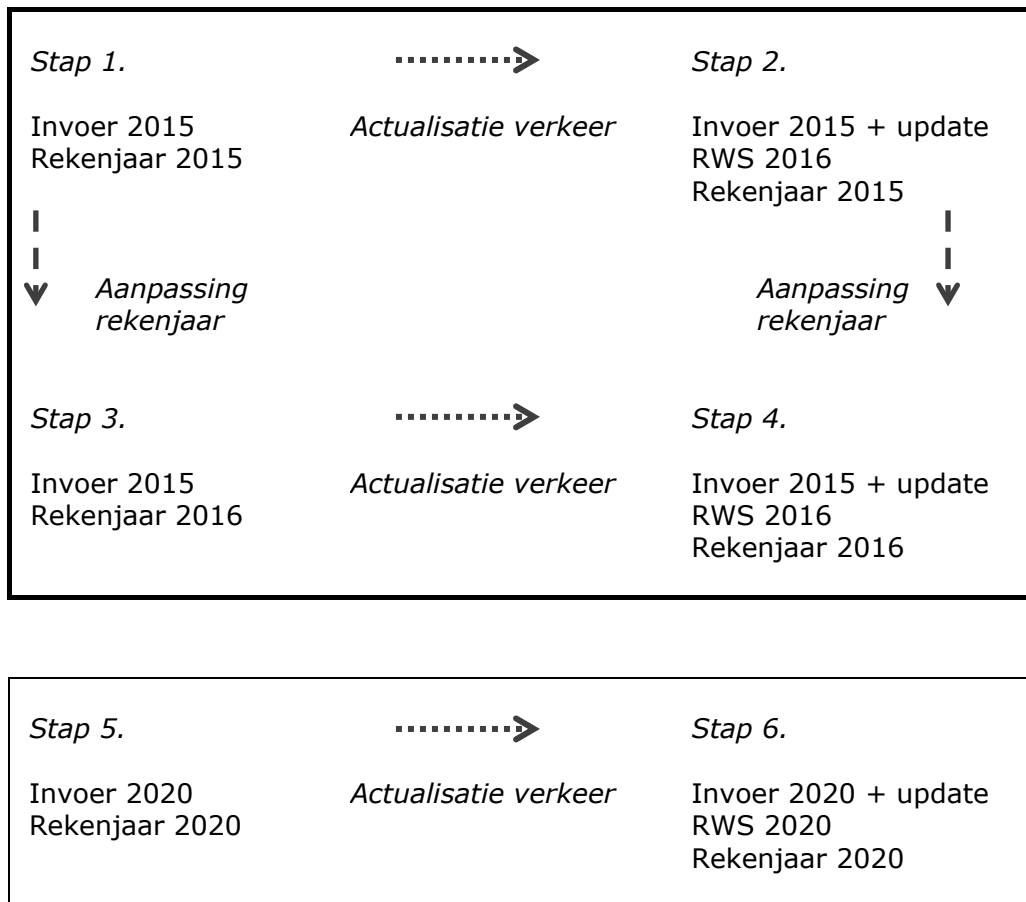 Stap 1.
Stap 2.
Invoer 2015
Actualisatie verkeer
Invoer 2015 + update
Rekenjaar 2015
RWS 2016
Rekenjaar 2015
Aanpassing
rekenjaar
Aanpassing
rekenjaar
Stap 3.
Stap 4.
Invoer 2015
Actualisatie verkeer
Invoer 2015 + update
Rekenjaar 2016
RWS 2016
Rekenjaar 2016
Stap 5.
Stap 6.
Invoer 2020
Actualisatie verkeer
Invoer 2020 + update
Rekenjaar 2020
RWS 2020
Rekenjaar 2020